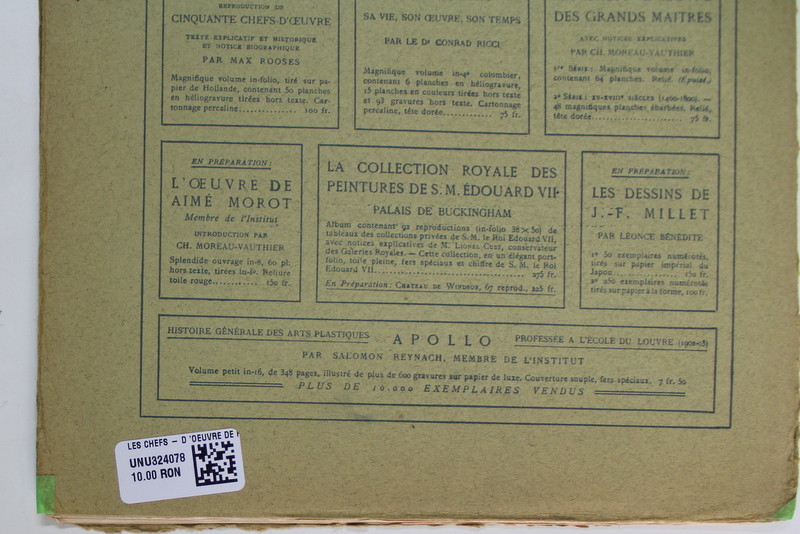 REPRODUCTION DE
CINQUANTE CHEFS-D'ŒUVRE
TEXTE EXPLICATIF ET HISTORIQUE
ET NOTICE BIOGRAPHIQUE
PAR MAX ROOSES
Magnifique volume in-folio, tiré sur pa-
pier de Hollande, contenant 50 planches
en héliogravure tirées hors texte. Car-
tonnage percaline............... 100 fr.
SA VIE, SON ŒUVRE, SON TEMPS
PAR LE Dr CONRAD RICCI
Magnifique volume in-4° colombier,
contenant 6 planches en héliogravure,
15 planches en couleurs tirées hors texte
et 93 gravures hors texte. Cartonnage
percaline, tête dorée............. 75 fr.
DES GRANDS MAITRES
AVEC NOTICES EXPLICATIVES
PAR CH. MOREAU-VAUTHIER
1re Série : Magnifique volume in-folio,
contenant 64 planches. Relié. (Épuisé.)
2e Série : XV-XVIIIe SIÈCLES (1400-1800). —
48 magnifiques planches ébarbées. Relié,
tête dorée........................ 75 fr.
EN PRÉPARATION :
L'ŒUVRE DE
AIMÉ MOROT
Membre de l'Institut
INTRODUCTION PAR
CH. MOREAU-VAUTHIER
Splendide ouvrage in-8, 60 pl.
hors texte, tirées in-4°. Reliure
toile rouge........... 150 fr.
LA COLLECTION ROYALE DES
PEINTURES DE S. M. ÉDOUARD VII
PALAIS DE BUCKINGHAM
Album contenant 92 reproductions (in-folio 38×50) de
tableaux des collections privées de S. M. le Roi Edouard VII,
avec notices explicatives de M. Lionel Cust, conservateur
des Galeries Royales. — Cette collection, en un élégant port-
folio, toile pleine, fers spéciaux et chiffre de S. M. le Roi
Edouard VII........................ 275 fr.
En Préparation : Chateau de Windsor, 67 reprod., 225 fr.
EN PRÉPARATION :
LES DESSINS DE
J.-F. MILLET
PAR LÉONCE BÉNÉDITE
1° 50 exemplaires numérotés,
tirés sur papier impérial du
Japon ................ 150 fr.
2° 250 exemplaires numérotés
tirés sur papier à la forme, 100 fr.
HISTOIRE GÉNÉRALE DES ARTS PLASTIQUES APOLLO PROFESSÉE A L'ÉCOLE DU LOUVRE (1902-03)
PAR SALOMON REYNACH, MEMBRE DE L'INSTITUT
Volume petit in-16, de 348 pages, illustré de plus de 600 gravures sur papier de luxe. Couverture souple, fers spéciaux. 7 fr. 50
PLUS DE 10.000 EXEMPLAIRES VENDUS
LES CHEFS – D 'OEUVRE DE
UNU324078
10.00 RON